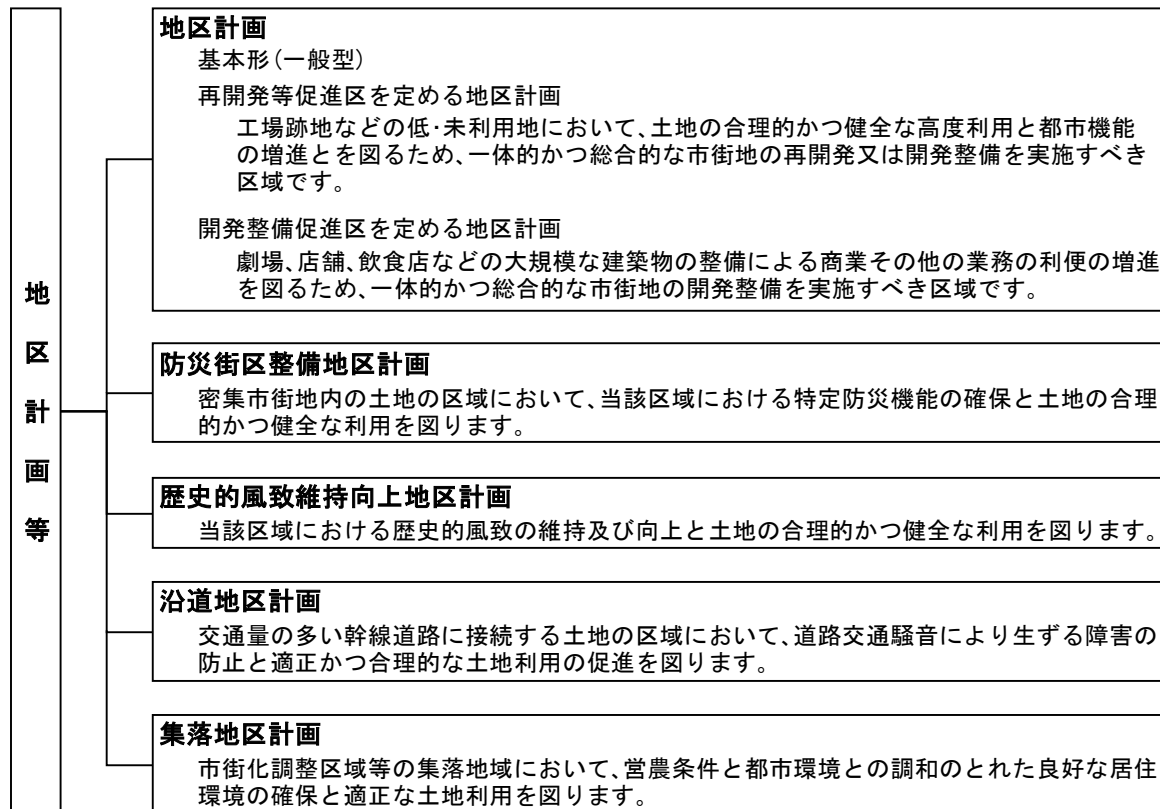 地区計画等
地区計画
基本形(一般型)
再開発等促進区を定める地区計画
工場跡地などの低・未利用地において、土地の合理的かつ健全な高度利用と都市機能
の増進とを図るため、一体的かつ総合的な市街地の再開発又は開発整備を実施すべき
区域です。
開発整備促進区を定める地区計画
劇場、店舗、飲食店などの大規模な建築物の整備による商業その他の業務の利便の増進
を図るため、一体的かつ総合的な市街地の開発整備を実施すべき区域です。
防災街区整備地区計画
密集市街地内の土地の区域において、当該区域における特定防災機能の確保と土地の合理
的かつ健全な利用を図ります。
歴史的風致維持向上地区計画
当該区域における歴史的風致の維持及び向上と土地の合理的かつ健全な利用を図ります。
沿道地区計画
交通量の多い幹線道路に接続する土地の区域において、道路交通騒音により生ずる障害の
防止と適正かつ合理的な土地利用の促進を図ります。
集落地区計画
市街化調整区域等の集落地域において、営農条件と都市環境との調和のとれた良好な居住
環境の確保と適正な土地利用を図ります。